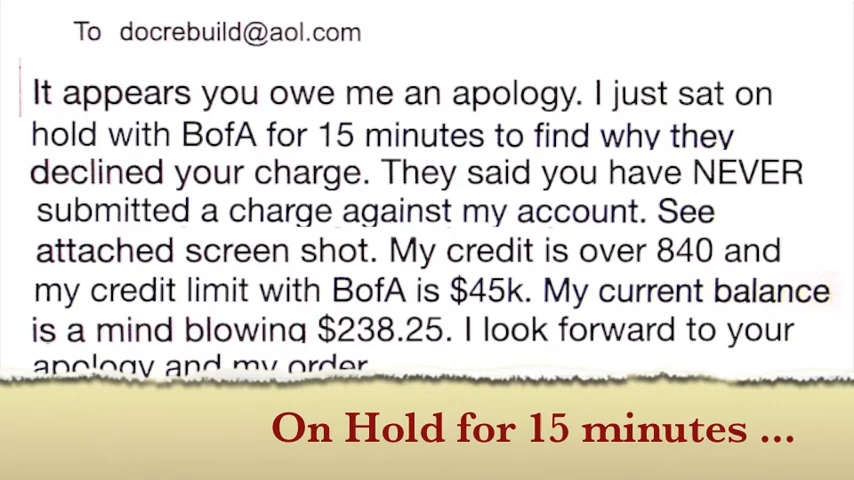 To docrebuild@aol.com
It appears you owe me an apology. I just sat on
hold with BofA for 15 minutes to find why they
declined your charge. They said you have NEVER
submitted a charge against my account. See
attached screen shot. My credit is over 840 and
my credit limit with BofA is $45k. My current balance
is a mind blowing $238.25. I look forward to your
apology and my order
On Hold for 15 minutes ...